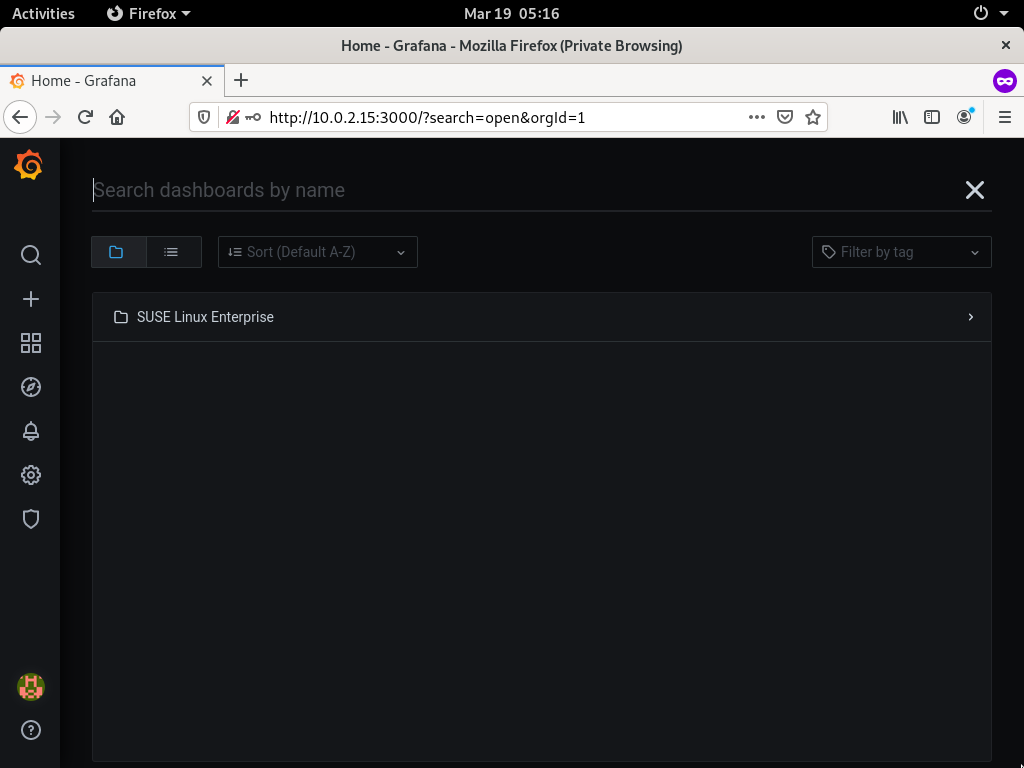 Activities Firefox Mar 19 05:16
Home - Grafana - Mozilla Firefox (Private Browsing)
Home - Grafana
http://10.0.2.15:3000/?search=open&orgId=1
Search dashboards by name
Sort (Default A-Z) Filter by tag
SUSE Linux Enterprise